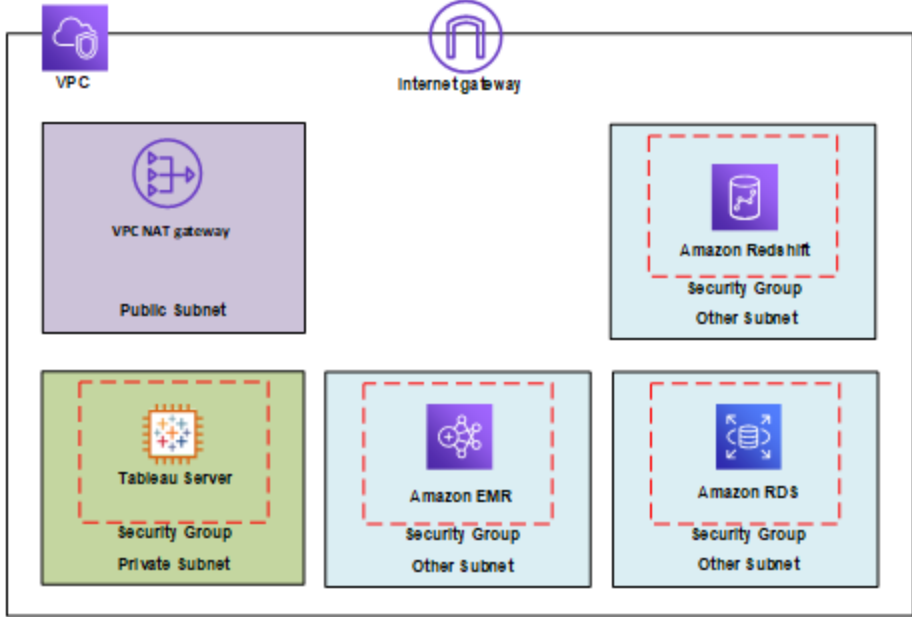 VPC
Internet gateway
VPC NAT gateway
Public Subnet
Amazon Redshift
Security Group
Other Subnet
Tableau Server
Security Group
Private Subnet
Amazon EMR
Security Group
Other Subnet
Amazon RDS
Security Group
Other Subnet